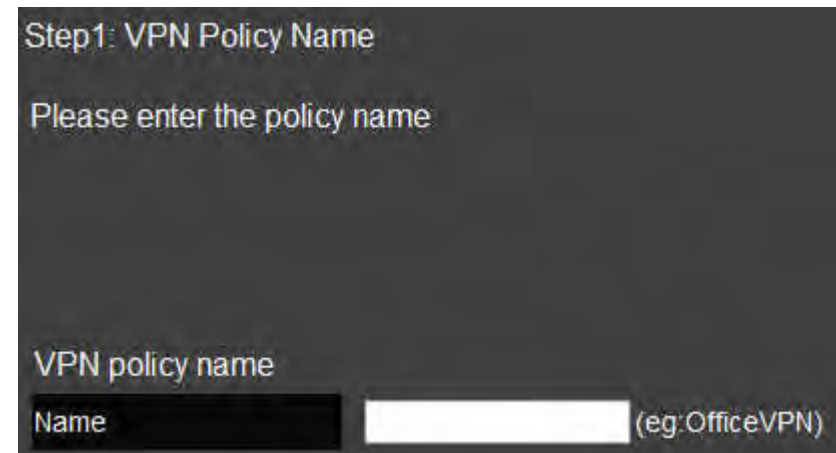 Step1: VPN Policy Name
Please enter the policy name
VPN policy name
Name (eg:OfficeVPN)